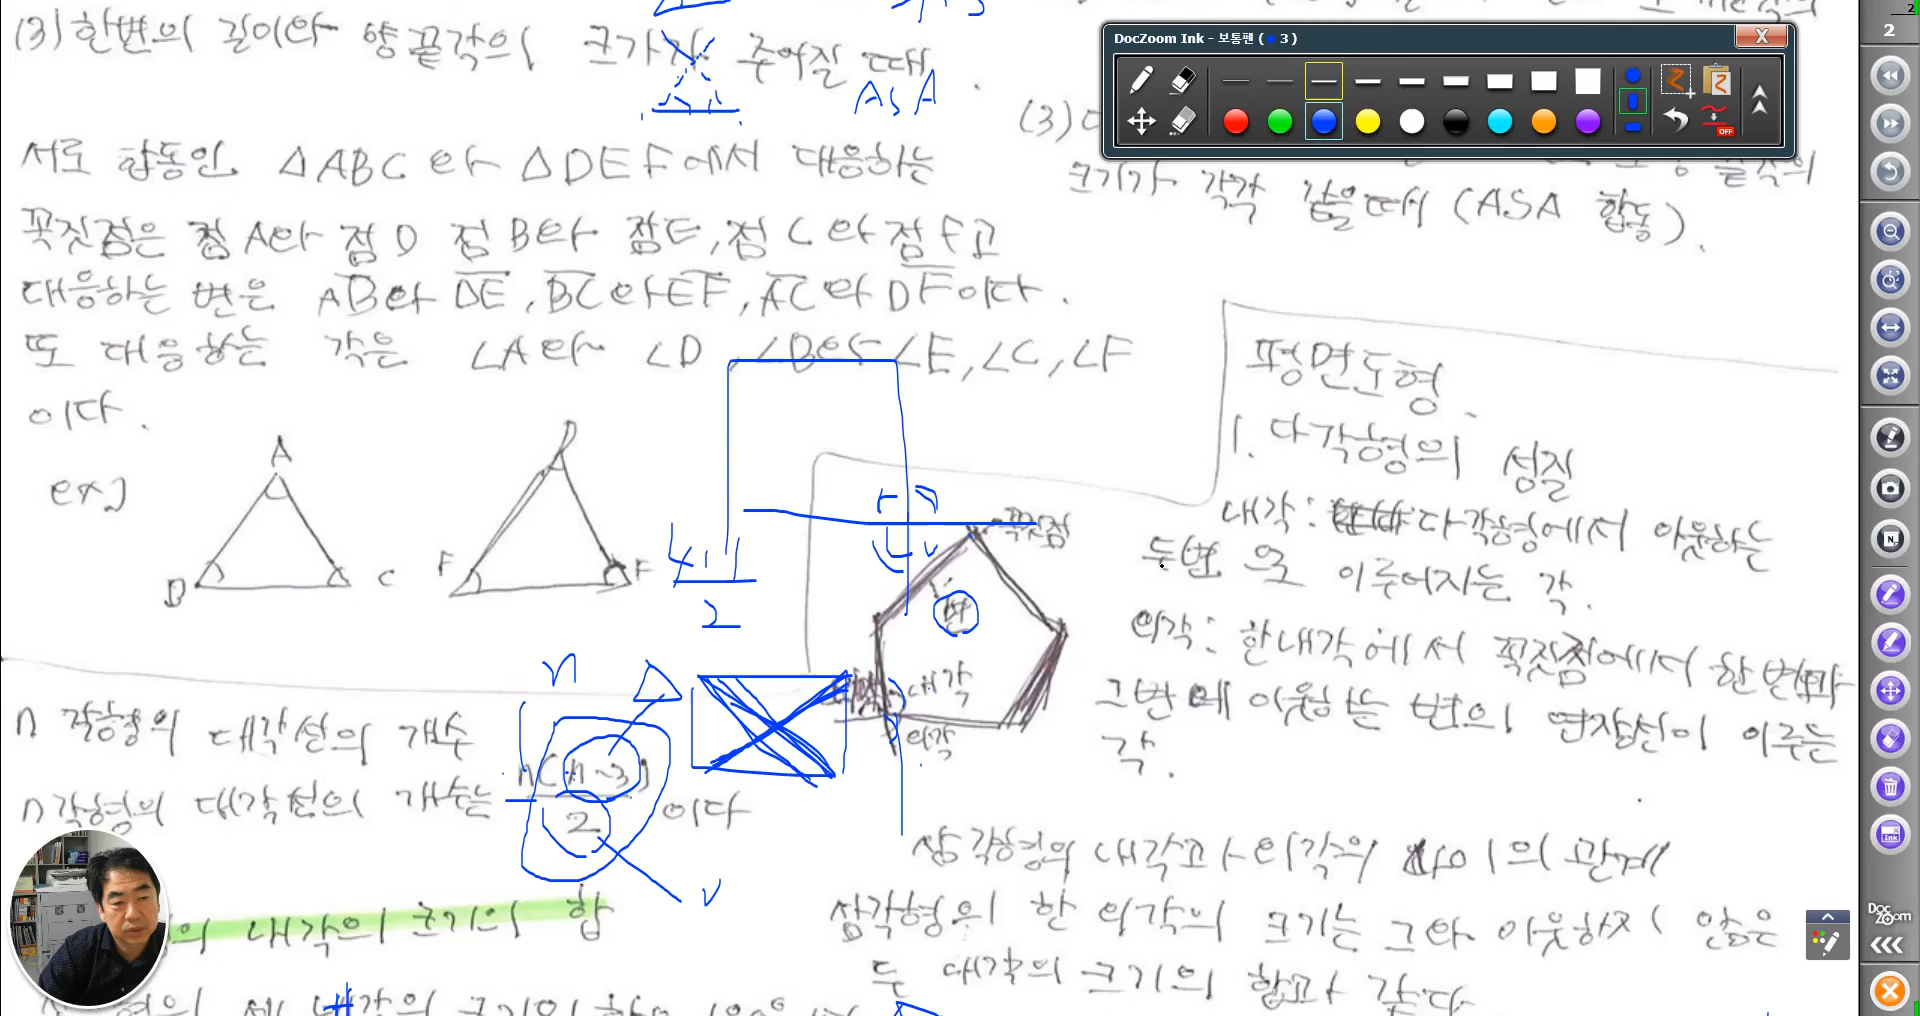 (3) 한변의 길이와 양끝각의 크기가 주어질 때.
ASA
서로 합동인 △ABC와 △DEF에서 대응하는
꼭짓점은 점 A와 점 D 점 B와 점 E, 점 C와 점 F고
대응하는 변은 AB와 DE, BC와 EF, AC와 DF이다.
또 대응하는 각은 ∠A와 ∠D ∠B와 ∠E, ∠C, ∠F
이다.
ex)
A
D
C
D
F
F
n 각형의 대각선의 개수
n각형의 대각선의 개수는 n(n-3)/2 이다
n
2
의 내각의 크기의 합
DocZoom Ink - 보통펜 ( 3 )
OFF
크기가 각각 같을때 (ASA 합동).
평면도형.
1. 다각형의 성질
내각: 다각형에서 이웃하는
두변으로 이루어지는 각.
외각: 한내각에서 꼭짓점에서 한변과
그변에 이웃하는 변의 연장선이 이루는
각.
꼭짓점
변
내각
외각
삼각형의 내각과 외각의 사이의 관계
삼각형의 한 외각의 크기는 그와 이웃하지 않은
두 내각의 크기의 합과 같다
2
2
DocZoom